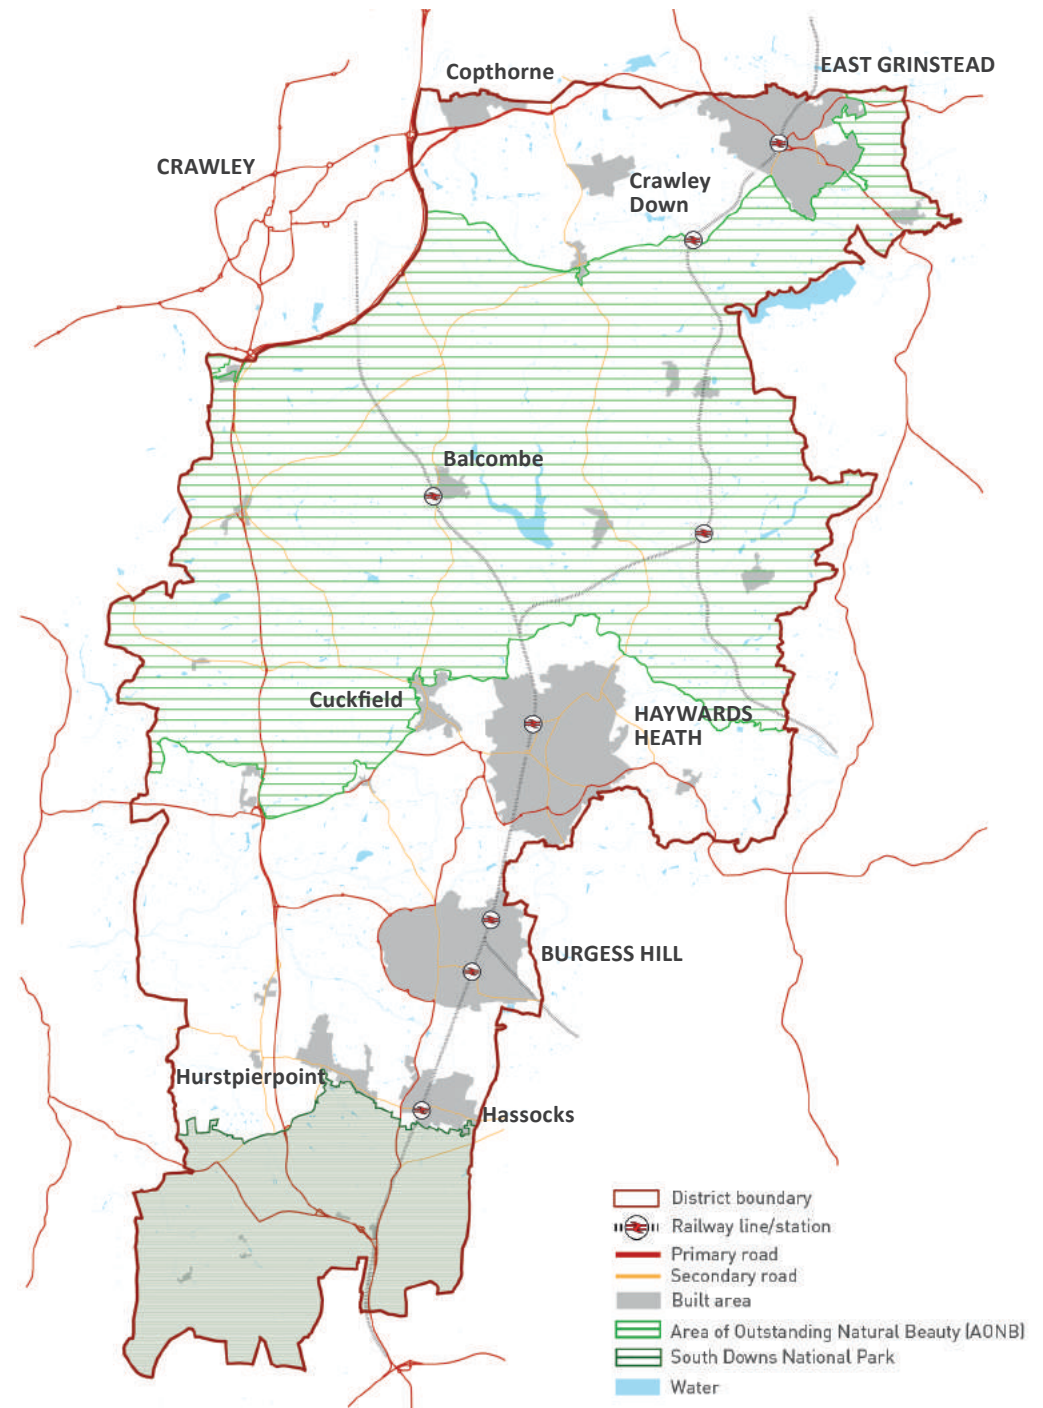 EAST GRINSTEAD
Copthorne
CRAWLEY
Crawley
Down
Balcombe
Cuckfield
HAYWARDS
HEATH
BURGESS HILL
Hurstpierpoint
Hassocks
District boundary
Railway line/station
Primary road
Secondary road
Built area
Area of Outstanding Natural Beauty (AONB)
South Downs National Park
Water